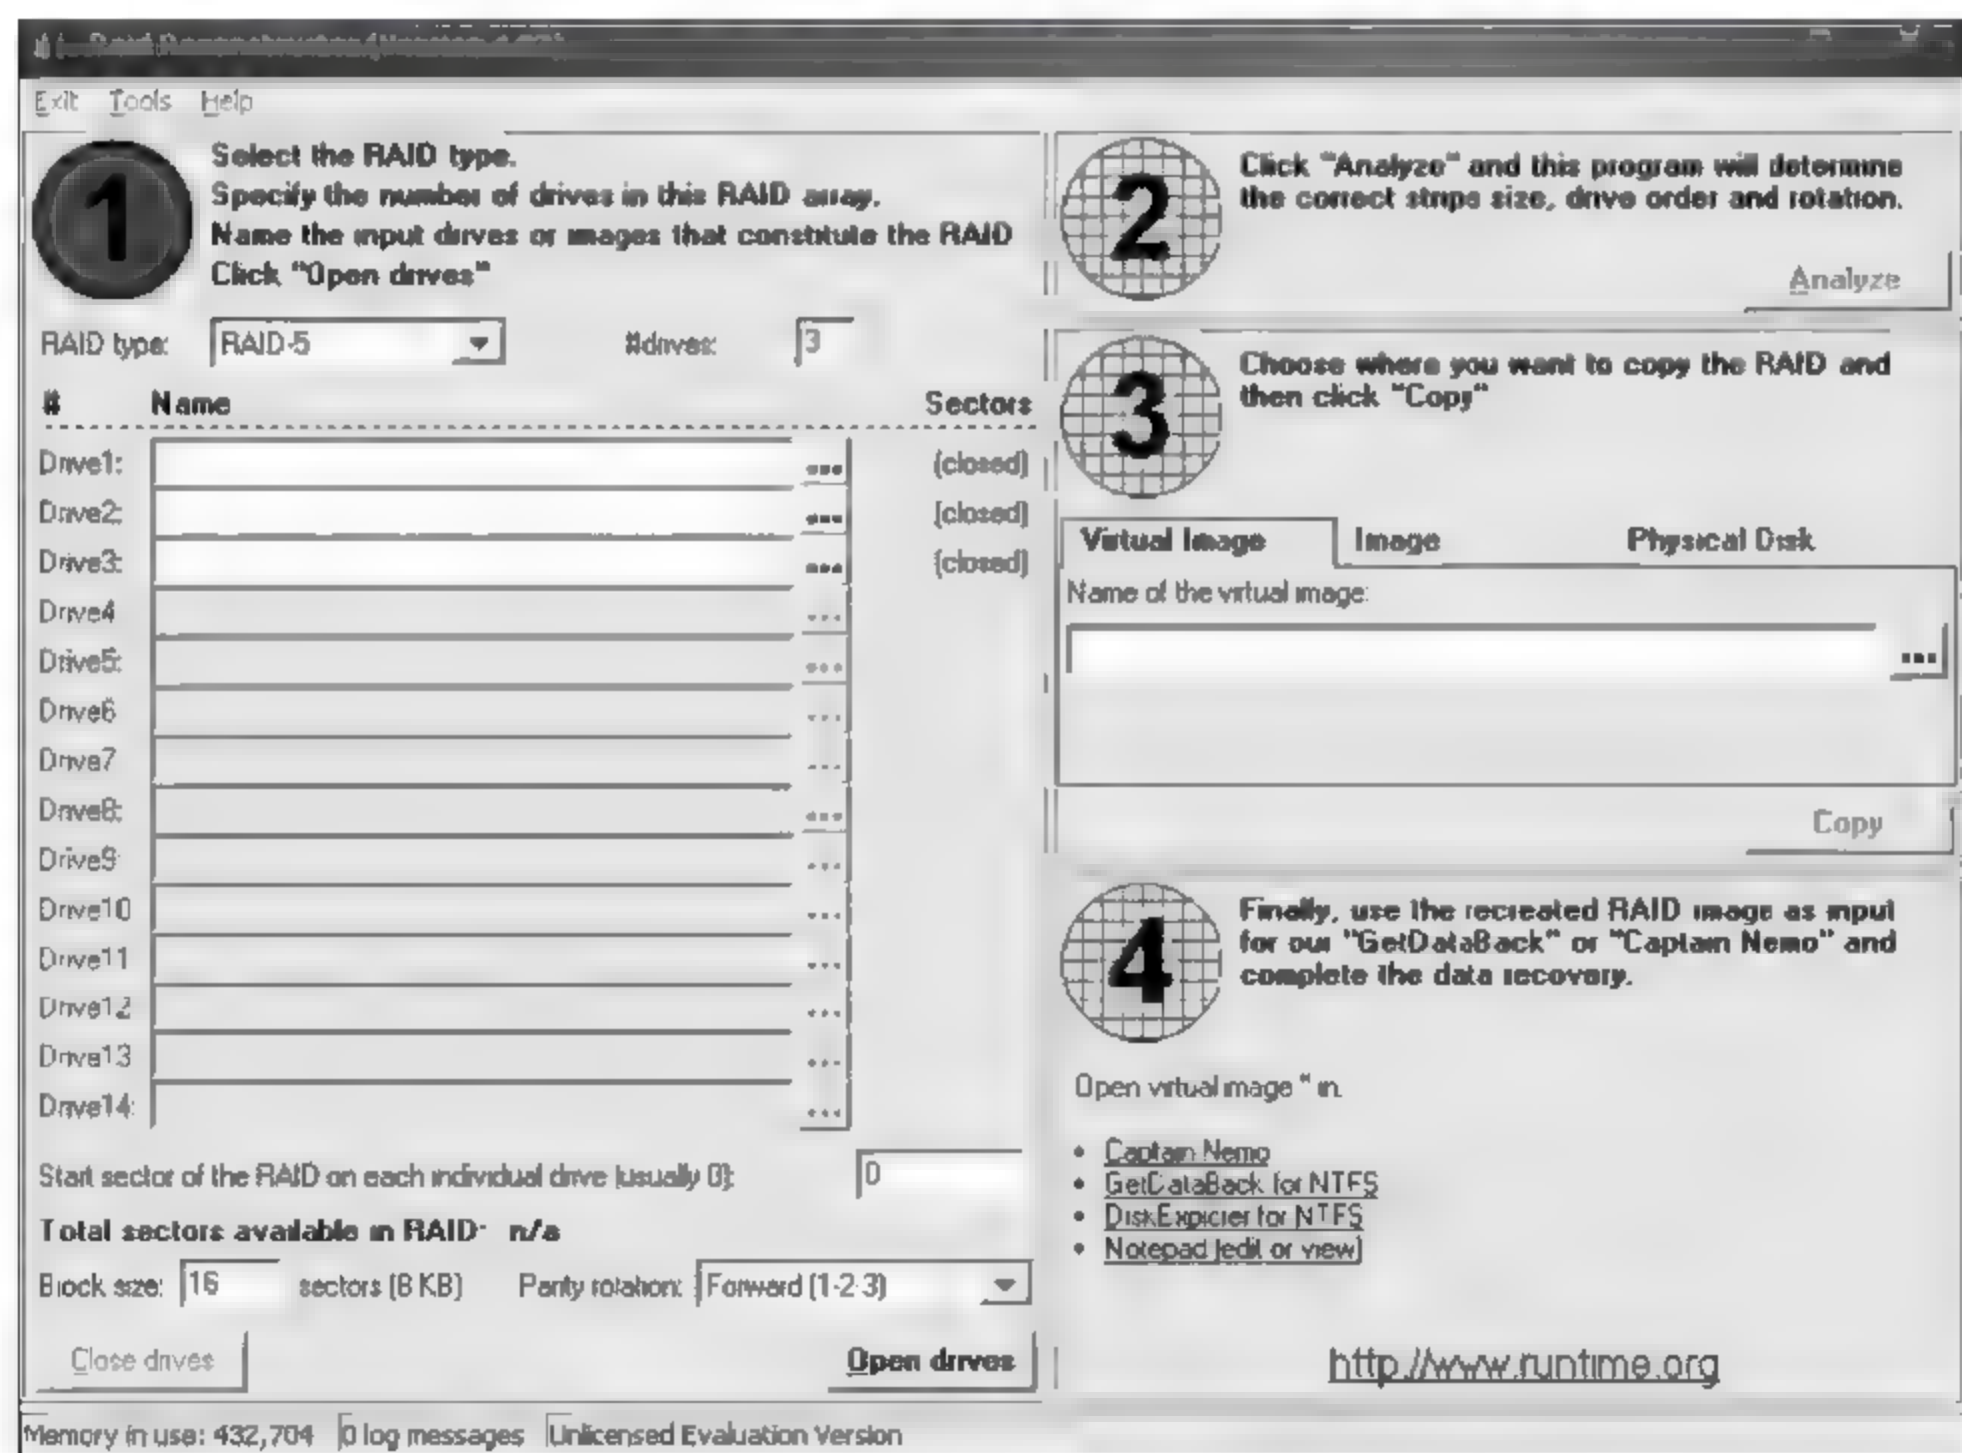 Exit Tools Help
1
Select the RAID type.
Specify the number of drives in this RAID array.
Name the input drives or images that constitute the RAID
Click "Open drives"
RAID type: RAID-5 #drives: 3
# Name Sectors
Drive1: ... (closed)
Drive2: ... (closed)
Drive3: ... (closed)
Drive4 ...
Drive5: ...
Drive6 ...
Drive7 ...
Drive8: ...
Drive9 ...
Drive10 ...
Drive11 ...
Drive12 ...
Drive13 ...
Drive14: ...
Start sector of the RAID on each individual drive (usually 0): 0
Total sectors available in RAID: n/a
Block size: 16 sectors (8 KB) Parity rotation: Forward (1-2-3)
Close drives Open drives
2
Click "Analyze" and this program will determine
the correct stripe size, drive order and rotation.
Analyze
3
Choose where you want to copy the RAID and
then click "Copy"
Virtual Image Image Physical Disk
Name of the virtual image:
...
Copy
4
Finally, use the recreated RAID image as input
for our "GetDataBack" or "Captain Nemo" and
complete the data recovery.
Open virtual image " in:
• Captain Nemo
• GetDataBack for NTFS
• DiskExplorer for NTFS
• Notepad (edit or view)
http://www.runtime.org
Memory in use: 432,704 0 log messages Unlicensed Evaluation Version